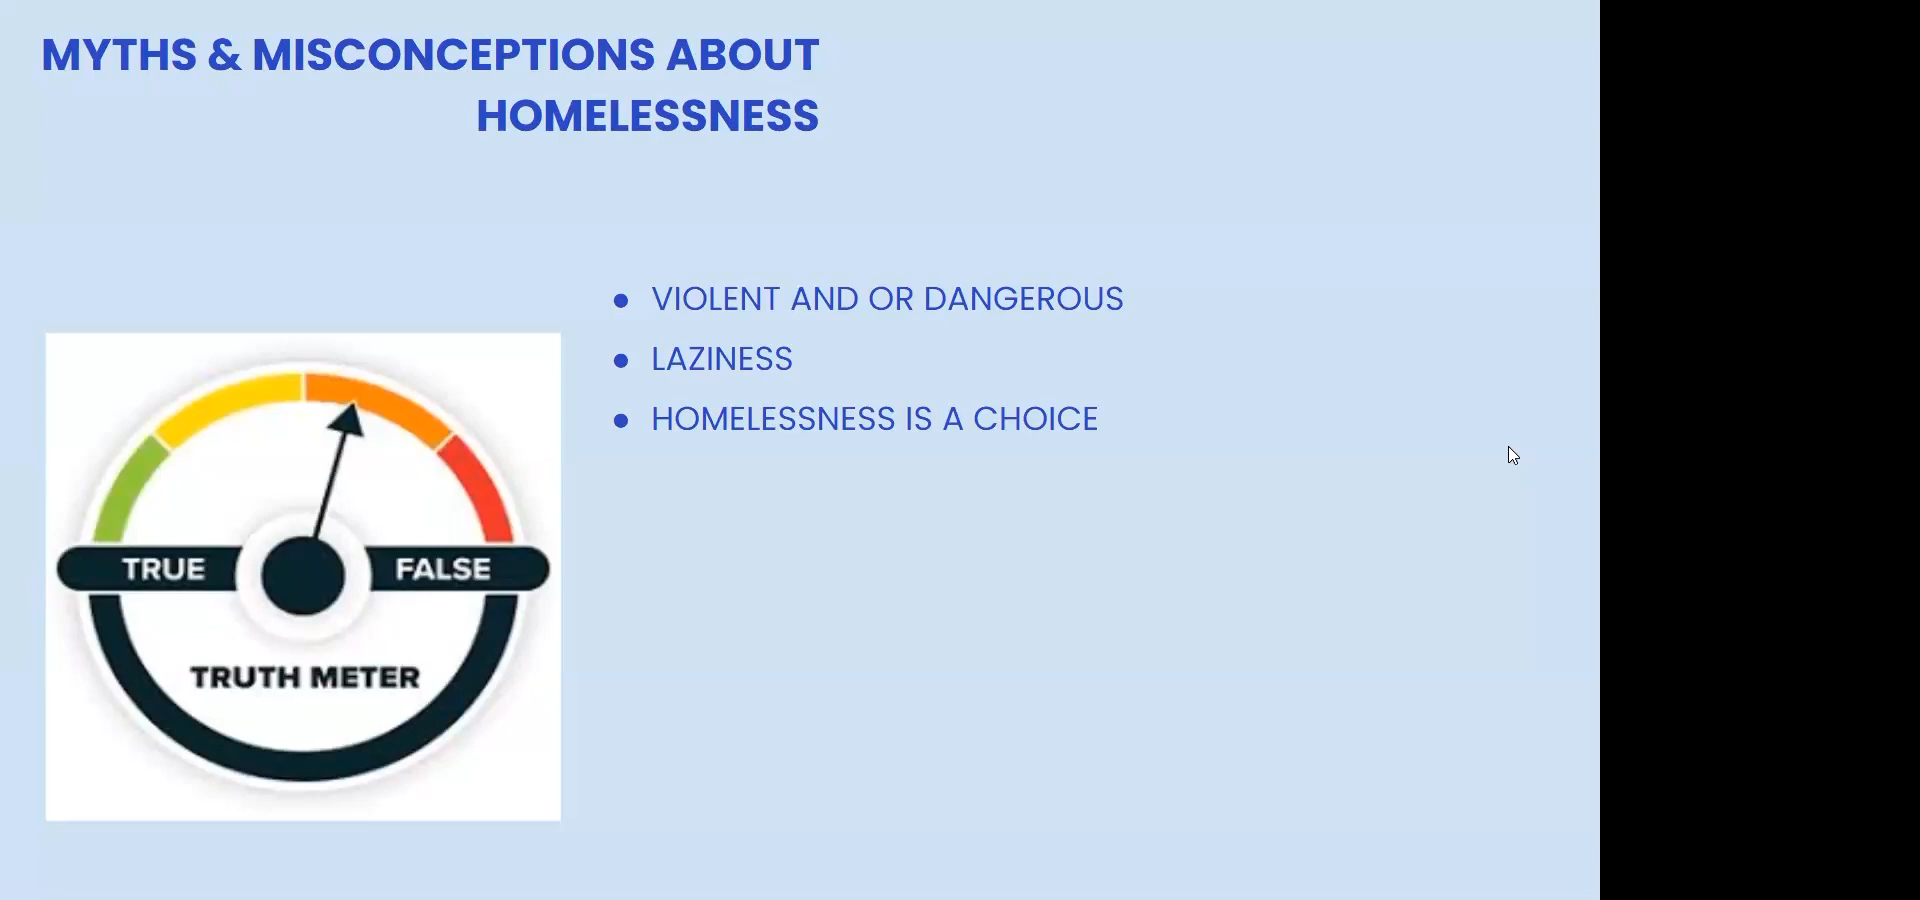 MYTHS & MISCONCEPTIONS ABOUT
HOMELESSNESS
● VIOLENT AND OR DANGEROUS
● LAZINESS
● HOMELESSNESS IS A CHOICE
TRUE
FALSE
TRUTH METER